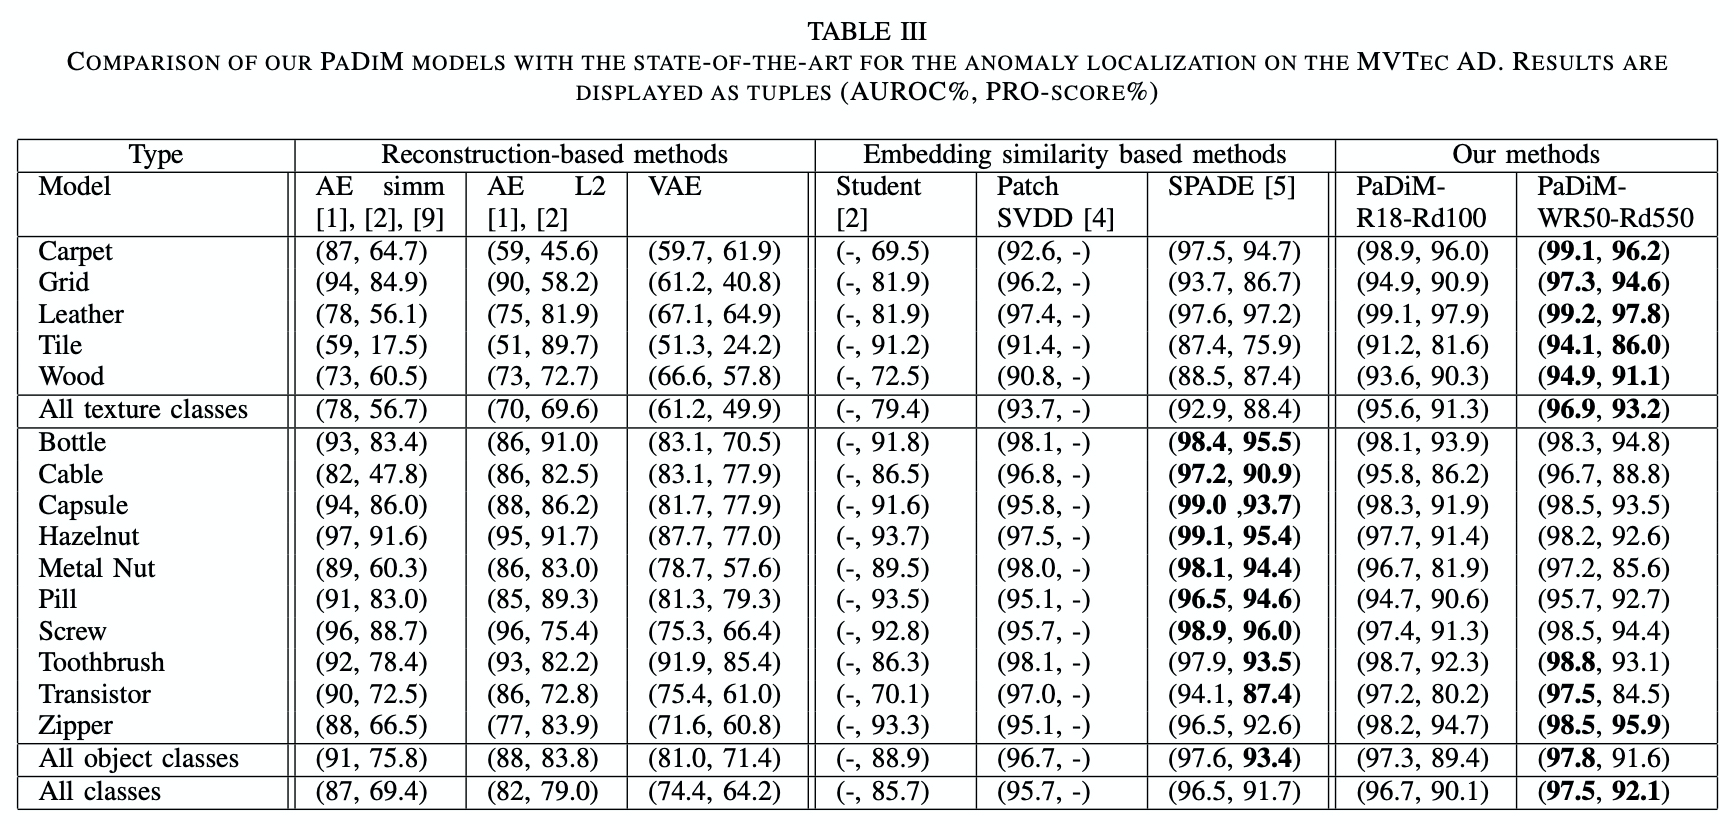 TABLE III
COMPARISON OF OUR PADIM MODELS WITH THE STATE-OF-THE-ART FOR THE ANOMALY LOCALIZATION ON THE MVTEC AD. RESULTS ARE
DISPLAYED AS TUPLES (AUROC%, PRO-SCORE%)
Type Reconstruction-based methods Embedding similarity based methods Our methods
Model AE simm AE L2 VAE Student Patch SPADE [5] PaDiM- PaDiM-
[1], [2], [9] [1], [2] [2] SVDD [4] R18-Rd100 WR50-Rd550
Carpet (87, 64.7) (59, 45.6) (59.7, 61.9) (-, 69.5) (92.6, -) (97.5, 94.7) (98.9, 96.0) (99.1, 96.2)
Grid (94, 84.9) (90, 58.2) (61.2, 40.8) (-, 81.9) (96.2, -) (93.7, 86.7) (94.9, 90.9) (97.3, 94.6)
Leather (78, 56.1) (75, 81.9) (67.1, 64.9) (-, 81.9) (97.4, -) (97.6, 97.2) (99.1, 97.9) (99.2, 97.8)
Tile (59, 17.5) (51, 89.7) (51.3, 24.2) (-, 91.2) (91.4, -) (87.4, 75.9) (91.2, 81.6) (94.1, 86.0)
Wood (73, 60.5) (73, 72.7) (66.6, 57.8) (-, 72.5) (90.8, -) (88.5, 87.4) (93.6, 90.3) (94.9, 91.1)
All texture classes (78, 56.7) (70, 69.6) (61.2, 49.9) (-, 79.4) (93.7, -) (92.9, 88.4) (95.6, 91.3) (96.9, 93.2)
Bottle (93, 83.4) (86, 91.0) (83.1, 70.5) (-, 91.8) (98.1, -) (98.4, 95.5) (98.1, 93.9) (98.3, 94.8)
Cable (82, 47.8) (86, 82.5) (83.1, 77.9) (-, 86.5) (96.8, -) (97.2, 90.9) (95.8, 86.2) (96.7, 88.8)
Capsule (94, 86.0) (88, 86.2) (81.7, 77.9) (-, 91.6) (95.8, -) (99.0 ,93.7) (98.3, 91.9) (98.5, 93.5)
Hazelnut (97, 91.6) (95, 91.7) (87.7, 77.0) (-, 93.7) (97.5, -) (99.1, 95.4) (97.7, 91.4) (98.2, 92.6)
Metal Nut (89, 60.3) (86, 83.0) (78.7, 57.6) (-, 89.5) (98.0, -) (98.1, 94.4) (96.7, 81.9) (97.2, 85.6)
Pill (91, 83.0) (85, 89.3) (81.3, 79.3) (-, 93.5) (95.1, -) (96.5, 94.6) (94.7, 90.6) (95.7, 92.7)
Screw (96, 88.7) (96, 75.4) (75.3, 66.4) (-, 92.8) (95.7, -) (98.9, 96.0) (97.4, 91.3) (98.5, 94.4)
Toothbrush (92, 78.4) (93, 82.2) (91.9, 85.4) (-, 86.3) (98.1, -) (97.9, 93.5) (98.7, 92.3) (98.8, 93.1)
Transistor (90, 72.5) (86, 72.8) (75.4, 61.0) (-, 70.1) (97.0, -) (94.1, 87.4) (97.2, 80.2) (97.5, 84.5)
Zipper (88, 66.5) (77, 83.9) (71.6, 60.8) (-, 93.3) (95.1, -) (96.5, 92.6) (98.2, 94.7) (98.5, 95.9)
All object classes (91, 75.8) (88, 83.8) (81.0, 71.4) (-, 88.9) (96.7, -) (97.6, 93.4) (97.3, 89.4) (97.8, 91.6)
All classes (87, 69.4) (82, 79.0) (74.4, 64.2) (-, 85.7) (95.7, -) (96.5, 91.7) (96.7, 90.1) (97.5, 92.1)